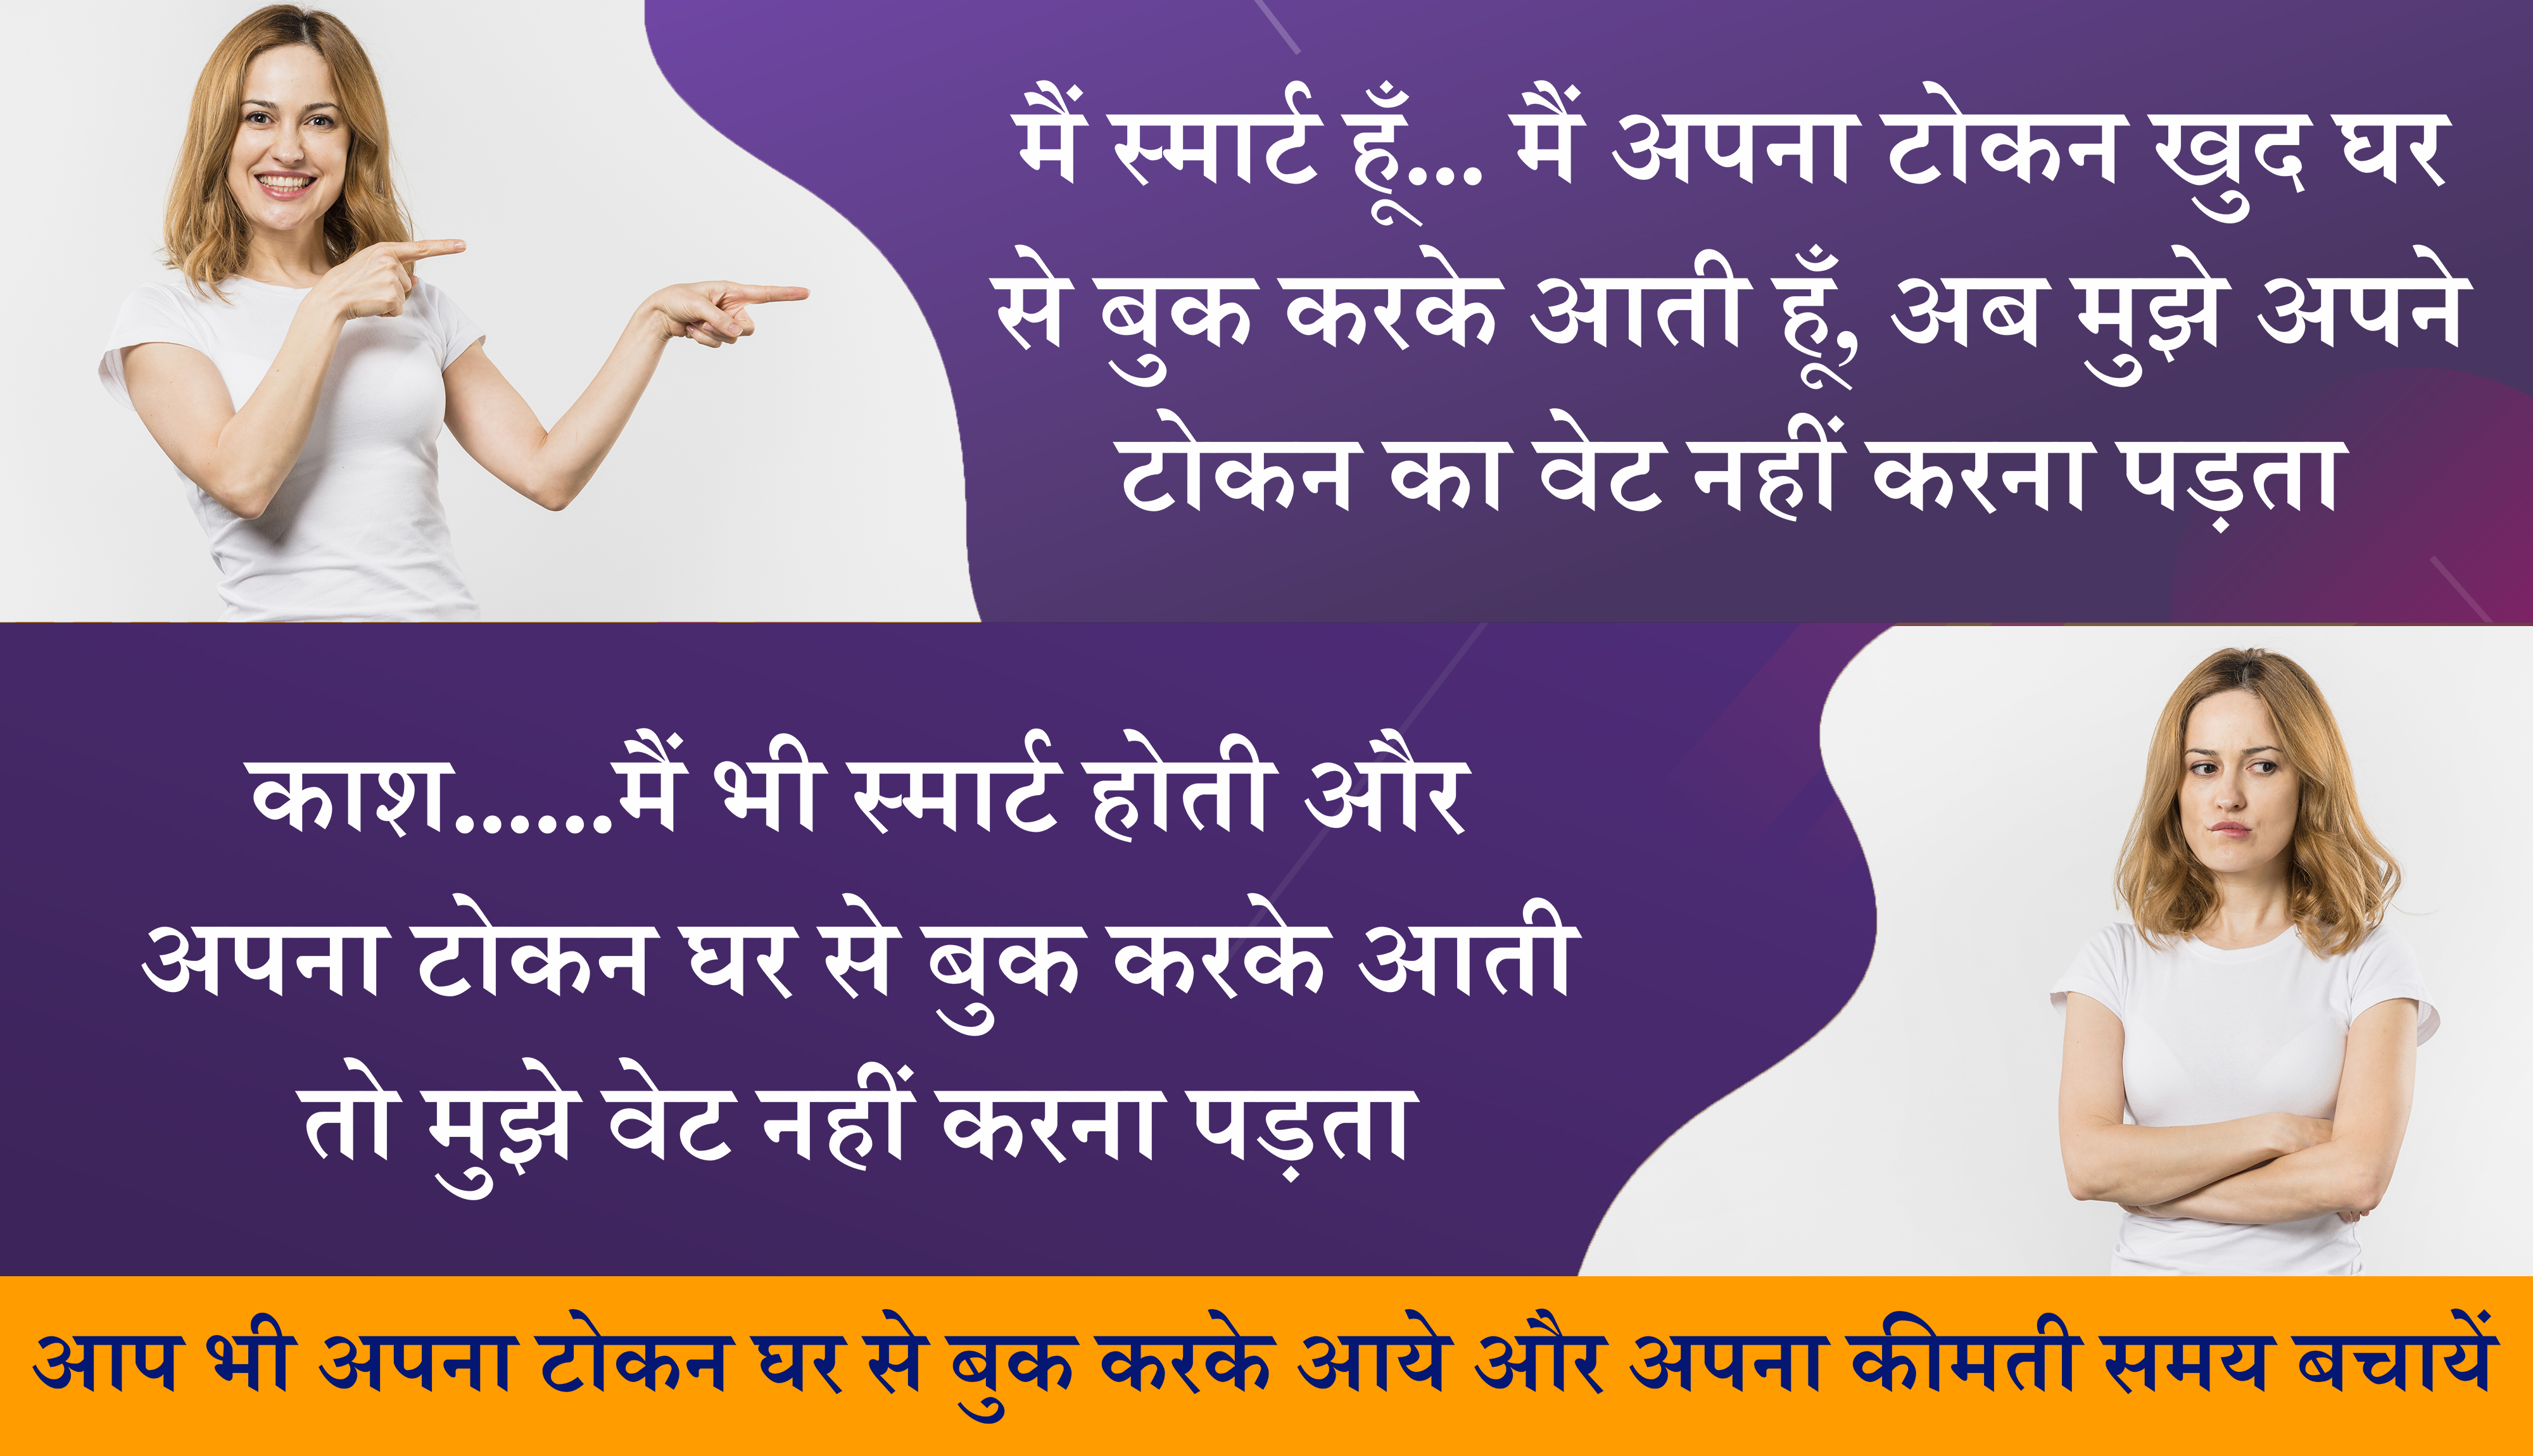 मैं स्मार्ट हूँ... मैं अपना टोकन खुद घर
से बुक करके आती हूँ, अब मुझे अपने
टोकन का वेट नहीं करना पड़ता
काश......मैं भी स्मार्ट होती और
अपना टोकन घर से बुक करके आती
तो मुझे वेट नहीं करना पड़ता
आप भी अपना टोकन घर से बुक करके आये और अपना कीमती समय बचायें